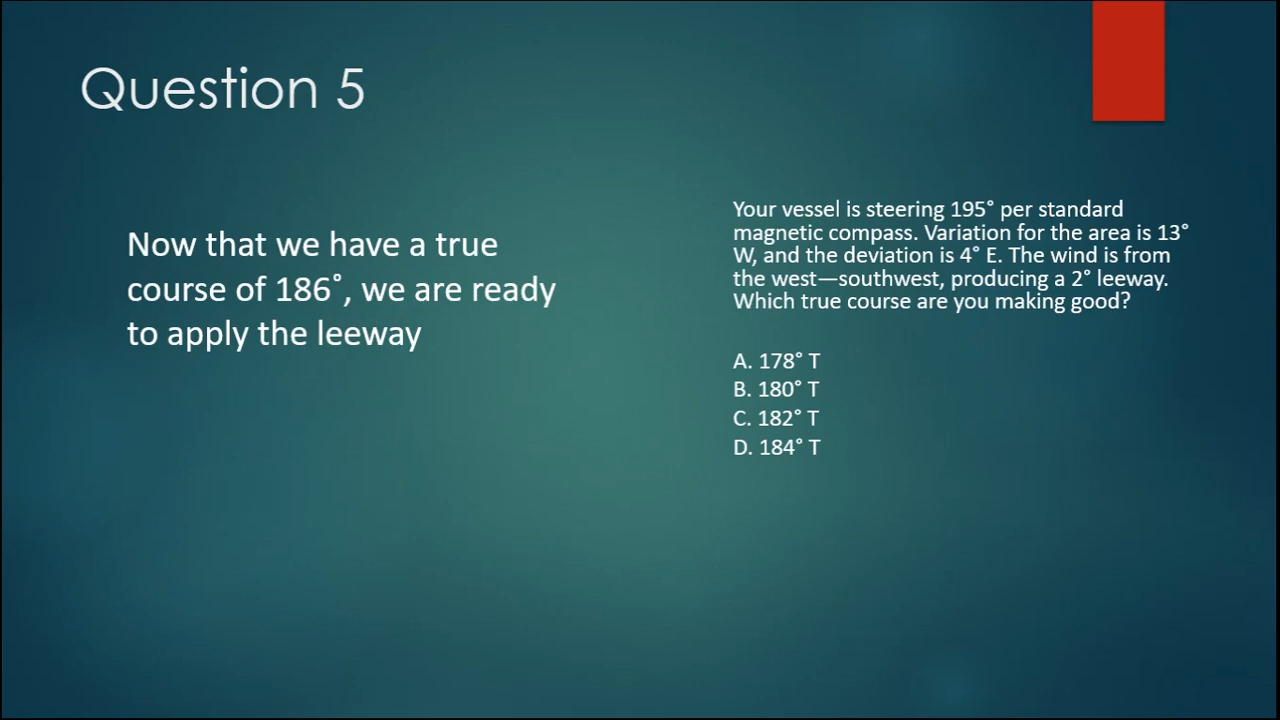 Question 5
Now that we have a true
course of 186˚, we are ready
to apply the leeway
Your vessel is steering 195° per standard
magnetic compass. Variation for the area is 13°
W, and the deviation is 4° E. The wind is from
the west—southwest, producing a 2° leeway.
Which true course are you making good?
A. 178° T
B. 180° T
C. 182° T
D. 184° T